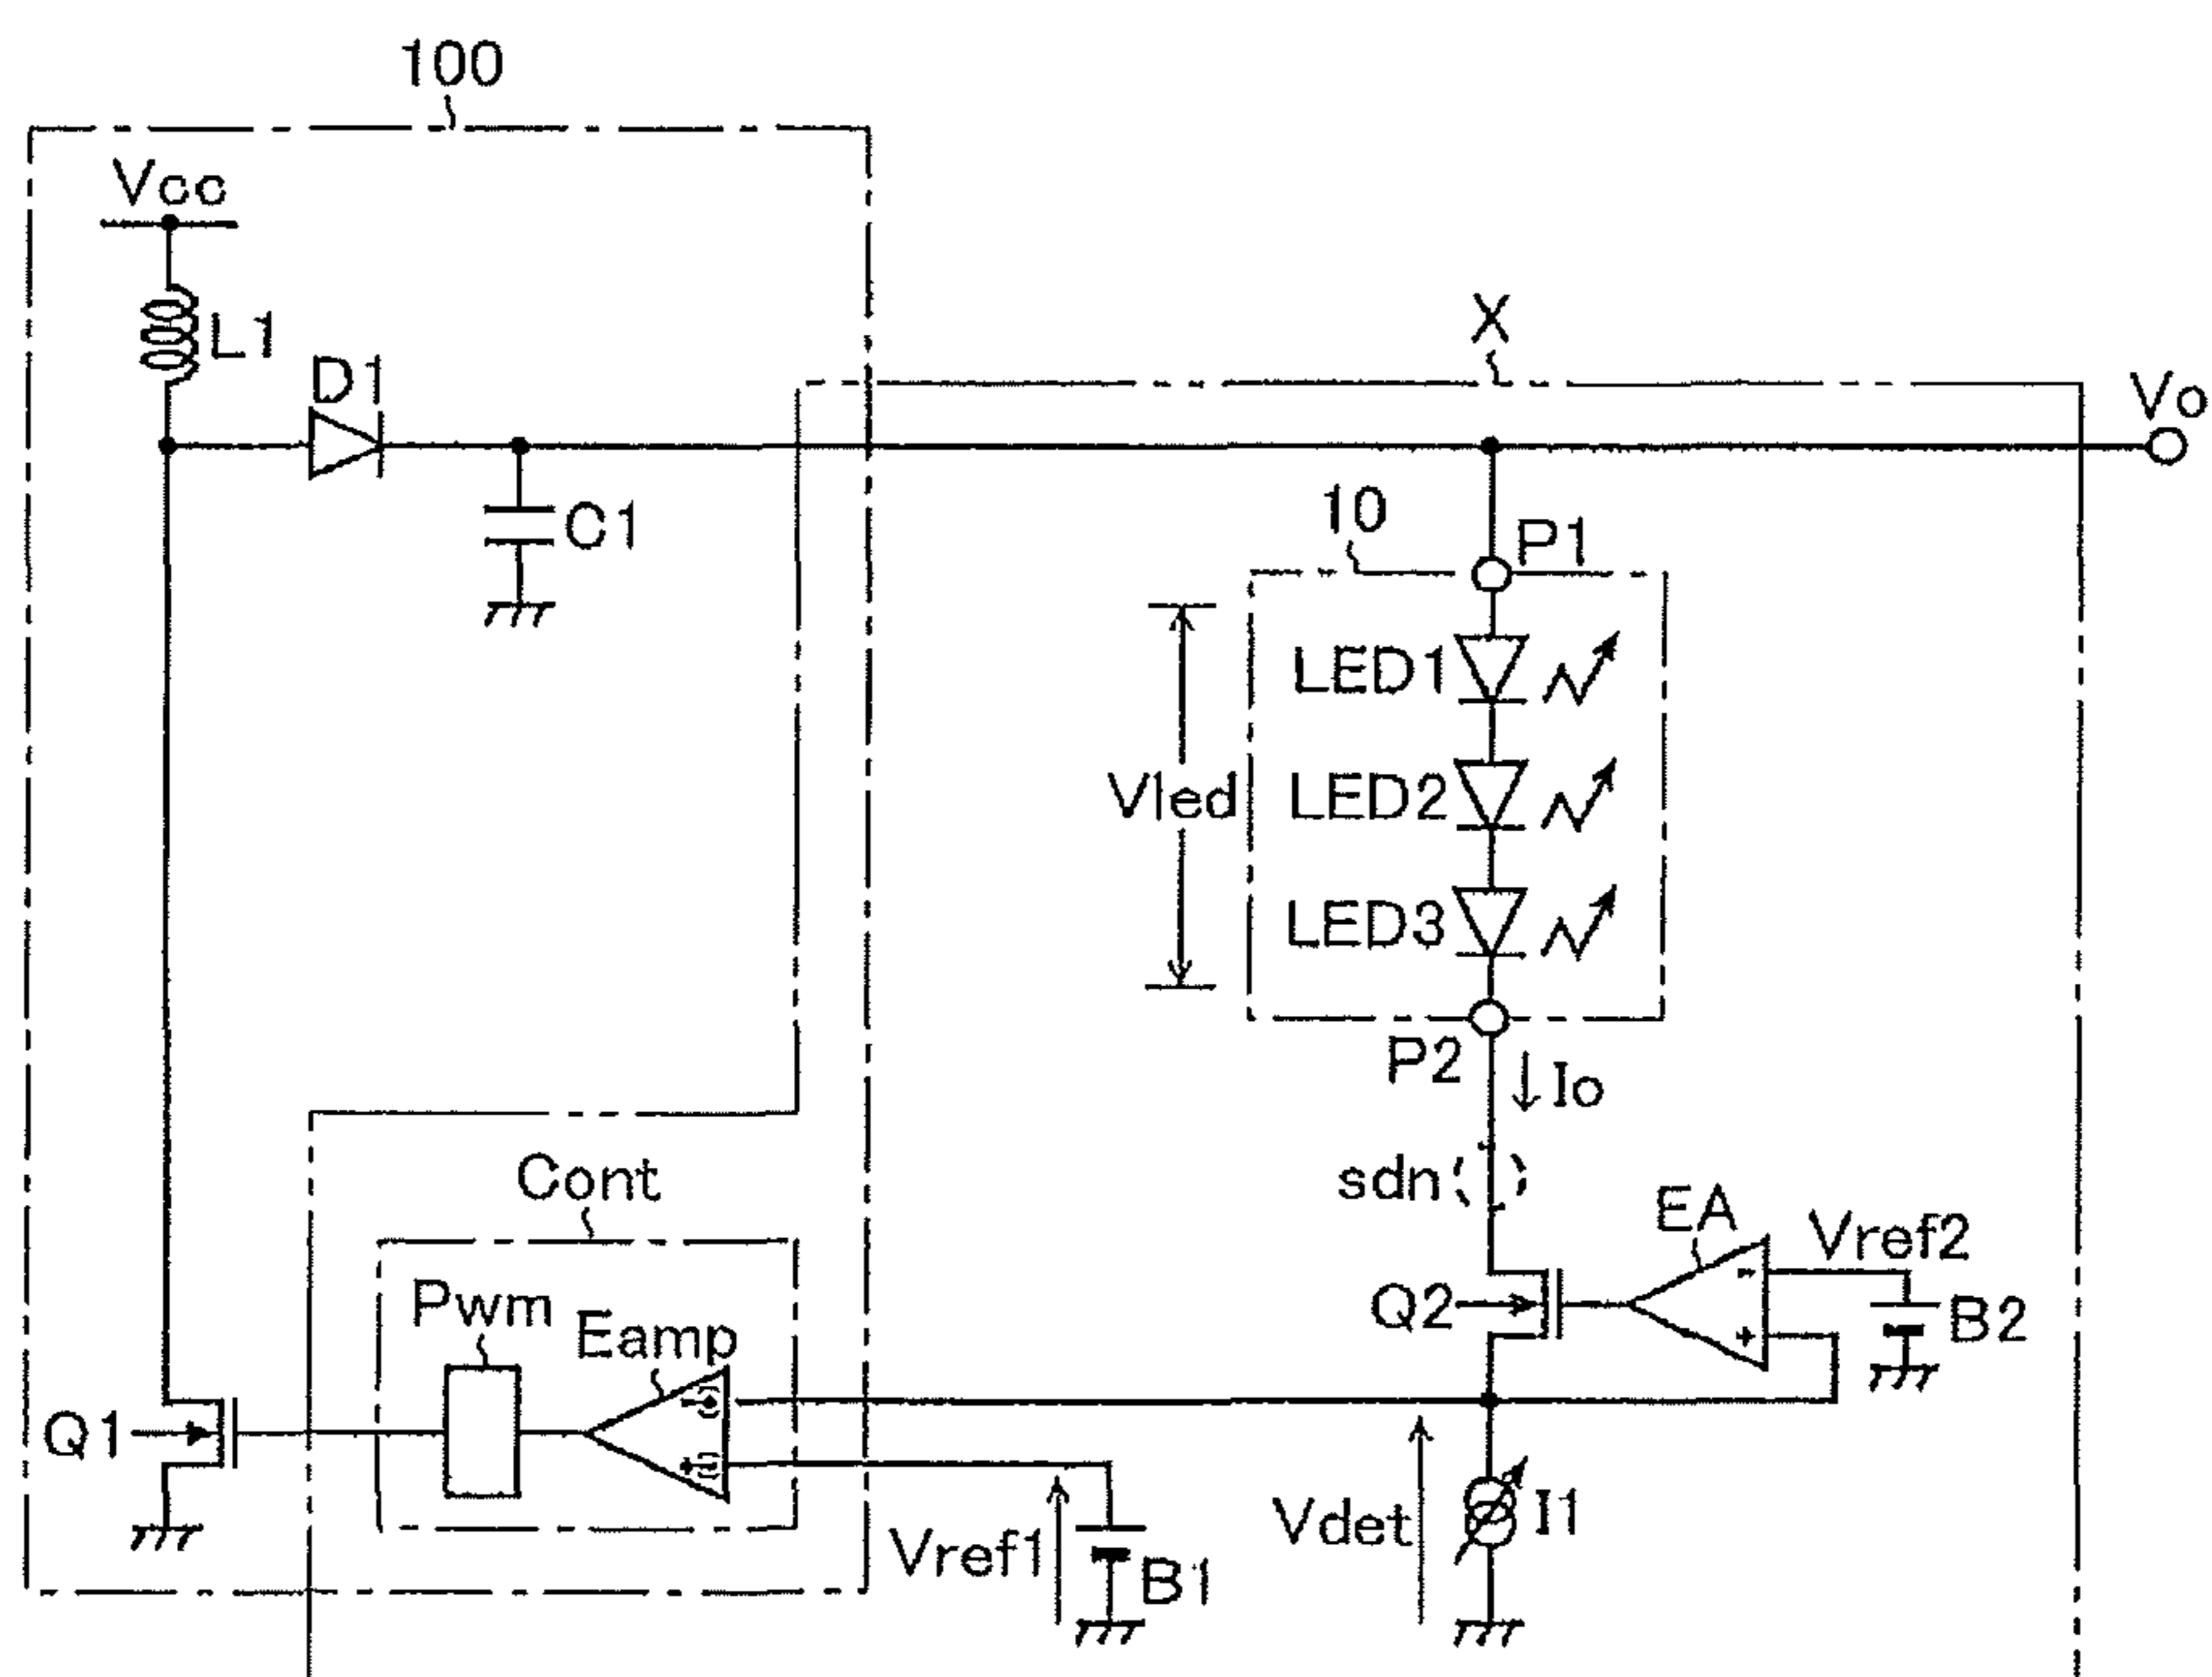 100
Vcc
L1
D1
C1
X
Vo
10
P1
LED1
Vled
LED2
LED3
P2
Io
sdn
Cont
EA
Vref2
Pwm
Eamp
Q2
B2
-
+
Q1
Vref1
B1
Vdet
I1